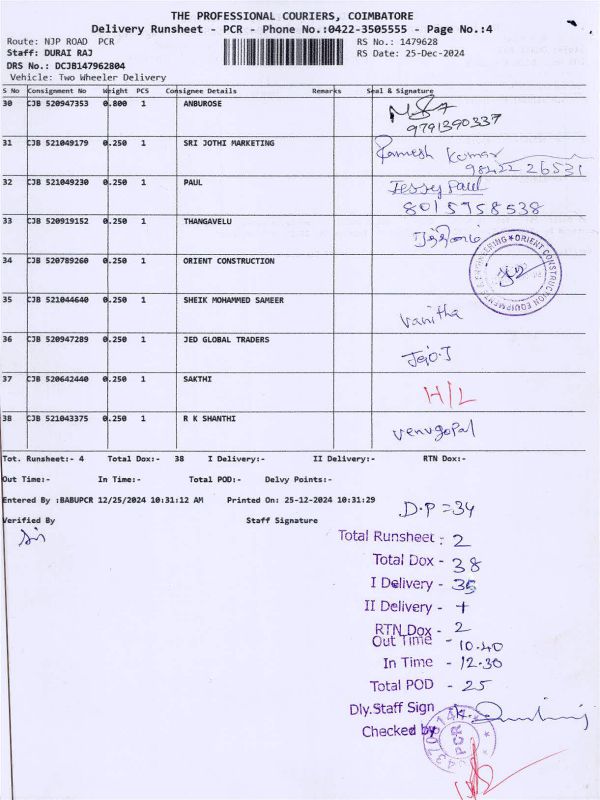 THE PROFESSIONAL COURIERS, COIMBATORE
Delivery Runsheet - PCR - Phone No.:0422-3505555 - Page No.:4
Route: NJP ROAD PCR RS No.: 1479628
Staff: DURAI RAJ RS Date: 25-Dec-2024
DRS No.: DCJB147962804
Vehicle: Two Wheeler Delivery
S No Consignment No Weight PCS Consignee Details Remarks Seal & Signature
30 CJB 520947353 0.800 1 ANBUROSE
9791390337
31 CJB 521049179 0.250 1 SRI JOTHI MARKETING Ramesh Kumar
98422 26531
32 CJB 521049230 0.250 1 PAUL Jessy Paul
8015958538
33 CJB 520919152 0.250 1 THANGAVELU
34 CJB 520789260 0.250 1 ORIENT CONSTRUCTION ORIENT CONSTRUCTION EQUIPMENTS & ENGINEERING
35 CJB 521044640 0.250 1 SHEIK MOHAMMED SAMEER Vanitha
36 CJB 520947289 0.250 1 JED GLOBAL TRADERS Jejo.J
37 CJB 520642440 0.250 1 SAKTHI H/L
38 CJB 521043375 0.250 1 R K SHANTHI Venugopal
Tot. Runsheet:- 4 Total Dox:- 38 I Delivery:- II Delivery:- RTN Dox:-
Out Time:- In Time:- Total POD:- Delvy Points:-
Entered By :BABUPCR 12/25/2024 10:31:12 AM Printed On: 25-12-2024 10:31:29
D.P = 34
Verified By Staff Signature
Total Runsheet : 2
Total Dox - 38
I Delivery - 35
II Delivery - 1
RTN Dox - 2
Out Time - 10.40
In Time - 12.30
Total POD - 25
Dly.Staff Sign
Checked by
PCR